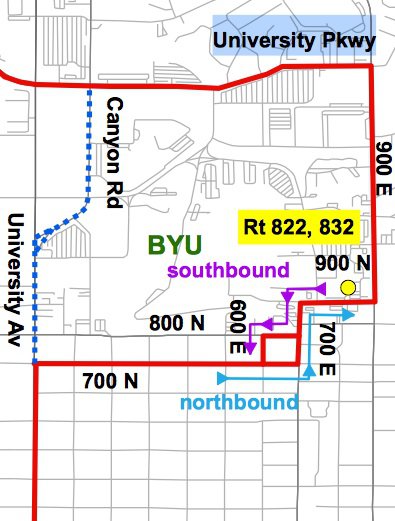 University Pkwy
Canyon Rd
900 E
University Av
Rt 822, 832
BYU
southbound
900 N
600 E
800 N
700 E
700 N
northbound